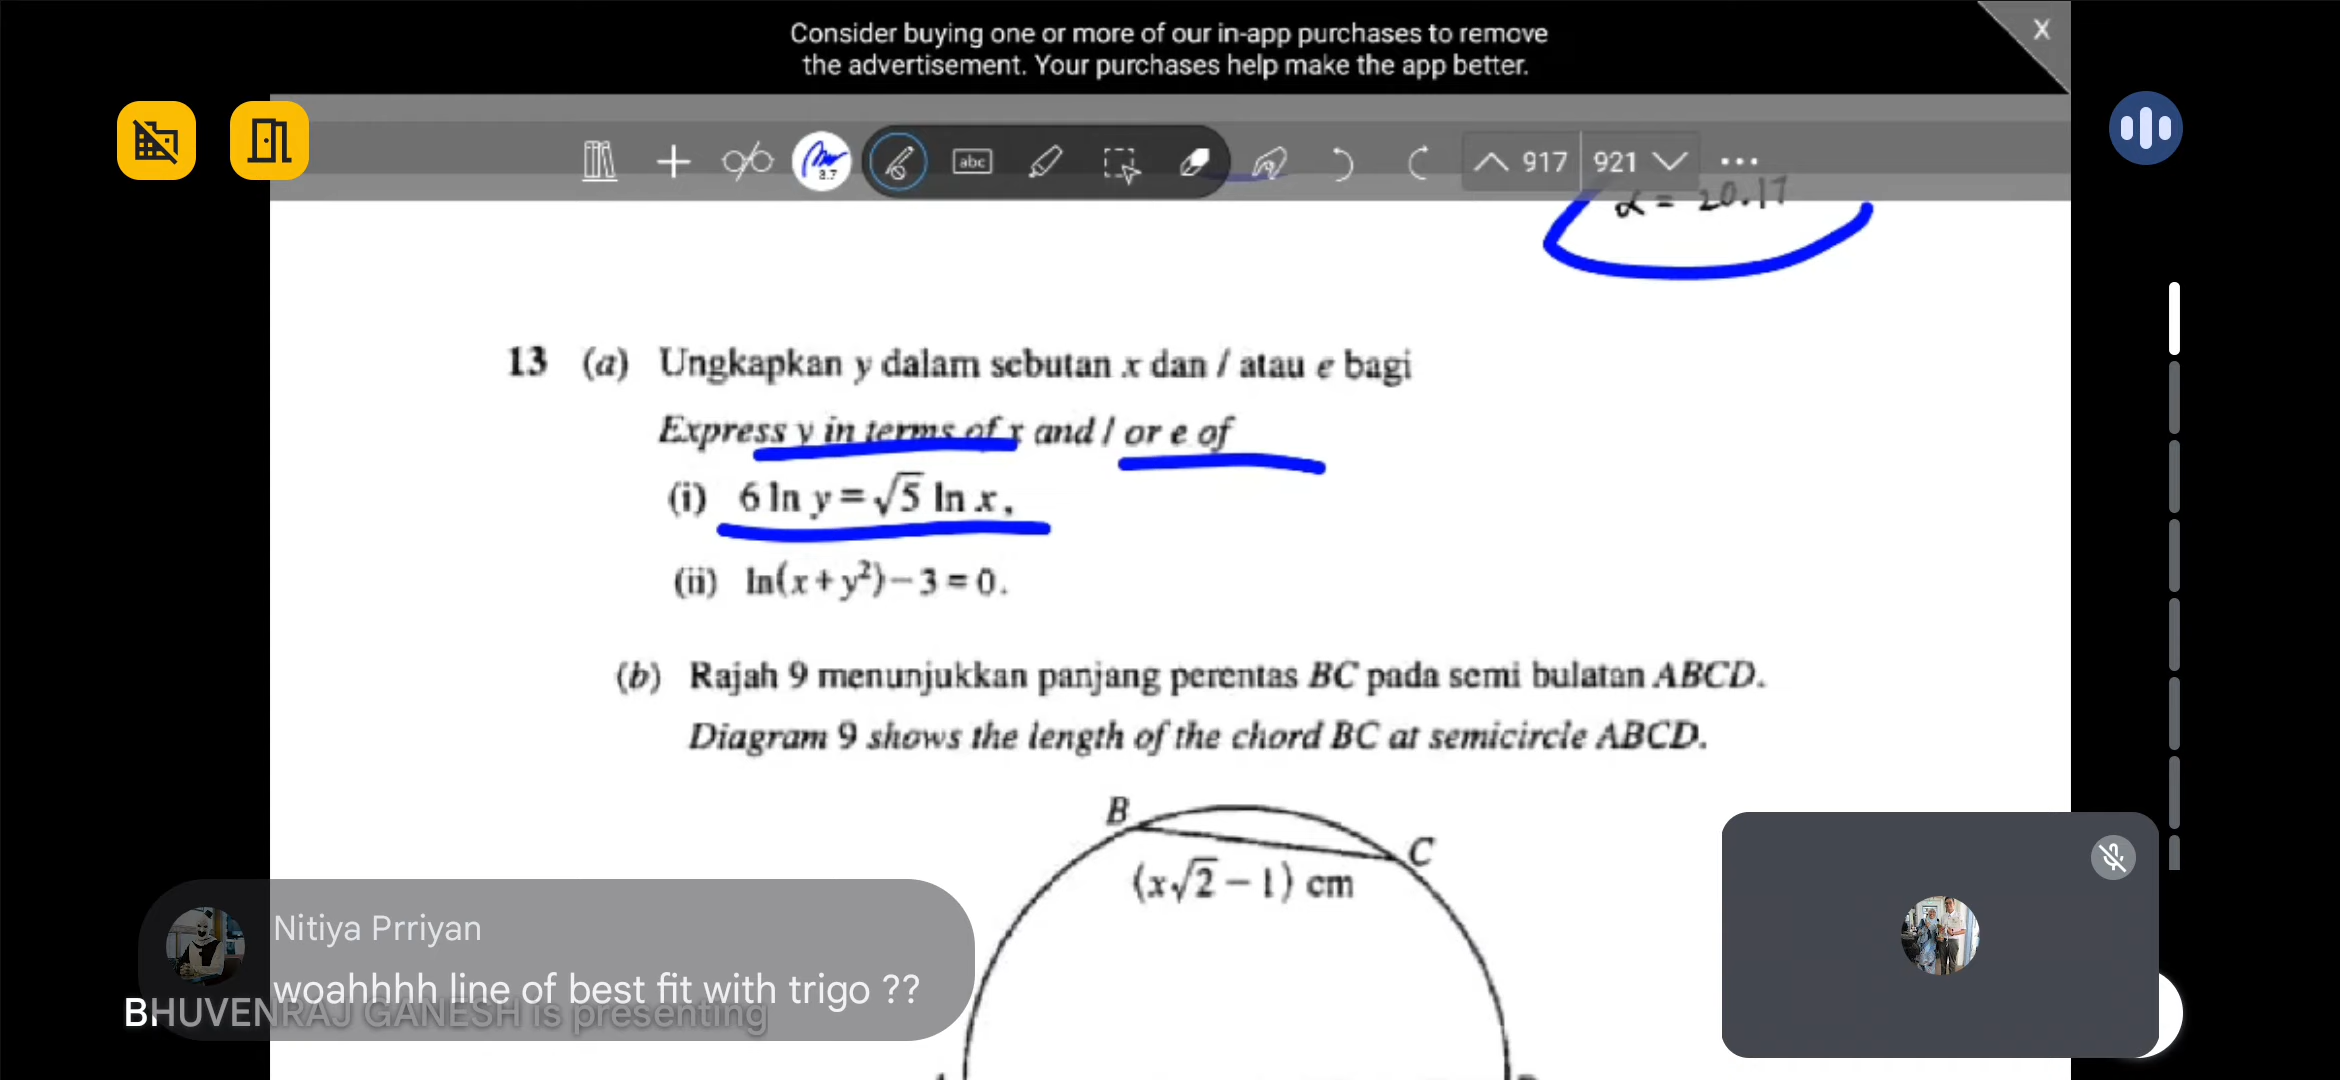 Consider buying one or more of our in-app purchases to remove
the advertisement. Your purchases help make the app better.
X
abc
3.7
917
921
α = 20.17
13 (a) Ungkapkan y dalam sebutan x dan / atau e bagi
Express y in terms of x and / or e of
(i) 6 ln y = √5 ln x,
(ii) ln(x + y²) − 3 = 0.
(b) Rajah 9 menunjukkan panjang perentas BC pada semi bulatan ABCD.
Diagram 9 shows the length of the chord BC at semicircle ABCD.
B
C
(x√2 − 1) cm
Nitiya Prriyan
woahhhh line of best fit with trigo ??
BHUVENRAJ GANESH is presenting